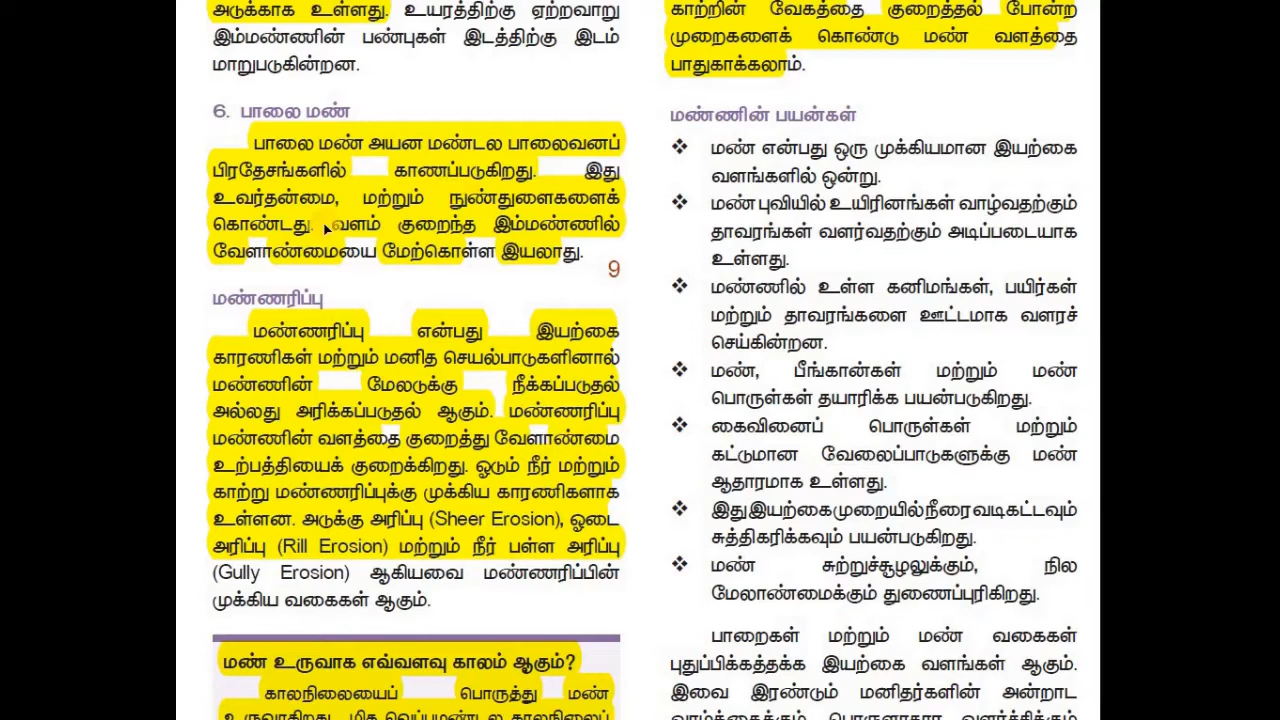 அடுக்காக உள்ளது. உயரத்திற்கு ஏற்றவாறு
இம்மண்ணின் பண்புகள் இடத்திற்கு இடம்
மாறுபடுகின்றன.
6. பாலை மண்
பாலை மண் அயன மண்டல பாலைவனப்
பிரதேசங்களில் காணப்படுகிறது. இது
உவர்தன்மை, மற்றும் நுண்துளைகளைக்
கொண்டது. வளம் குறைந்த இம்மண்ணில்
வேளாண்மையை மேற்கொள்ள இயலாது.
9
மண்ணரிப்பு
மண்ணரிப்பு என்பது இயற்கை
காரணிகள் மற்றும் மனித செயல்பாடுகளினால்
மண்ணின் மேலடுக்கு நீக்கப்படுதல்
அல்லது அரிக்கப்படுதல் ஆகும். மண்ணரிப்பு
மண்ணின் வளத்தை குறைத்து வேளாண்மை
உற்பத்தியைக் குறைக்கிறது. ஓடும் நீர் மற்றும்
காற்று மண்ணரிப்புக்கு முக்கிய காரணிகளாக
உள்ளன. அடுக்கு அரிப்பு (Sheer Erosion), ஓடை
அரிப்பு (Rill Erosion) மற்றும் நீர் பள்ள அரிப்பு
(Gully Erosion) ஆகியவை மண்ணரிப்பின்
முக்கிய வகைகள் ஆகும்.
மண் உருவாக எவ்வளவு காலம் ஆகும்?
காலநிலையைப் பொருத்து மண்
உருவாகிறது. மித வெப்பமண்டல காலநிலைப்
காற்றின் வேகத்தை குறைத்தல் போன்ற
முறைகளைக் கொண்டு மண் வளத்தை
பாதுகாக்கலாம்.
மண்ணின் பயன்கள்
❖ மண் என்பது ஒரு முக்கியமான இயற்கை
வளங்களில் ஒன்று.
❖ மண் புவியில் உயிரினங்கள் வாழ்வதற்கும்
தாவரங்கள் வளர்வதற்கும் அடிப்படையாக
உள்ளது.
❖ மண்ணில் உள்ள கனிமங்கள், பயிர்கள்
மற்றும் தாவரங்களை ஊட்டமாக வளரச்
செய்கின்றன.
❖ மண், பீங்கான்கள் மற்றும் மண்
பொருள்கள் தயாரிக்க பயன்படுகிறது.
❖ கைவினைப் பொருள்கள் மற்றும்
கட்டுமான வேலைப்பாடுகளுக்கு மண்
ஆதாரமாக உள்ளது.
❖ இது இயற்கை முறையில் நீரை வடிகட்டவும்
சுத்திகரிக்கவும் பயன்படுகிறது.
❖ மண் சுற்றுச்சூழலுக்கும், நில
மேலாண்மைக்கும் துணைப்புரிகிறது.
பாறைகள் மற்றும் மண் வகைகள்
புதுப்பிக்கத்தக்க இயற்கை வளங்கள் ஆகும்.
இவை இரண்டும் மனிதர்களின் அன்றாட
வாழ்க்கைக்கும் பொருளாதார வளர்ச்சிக்கும்